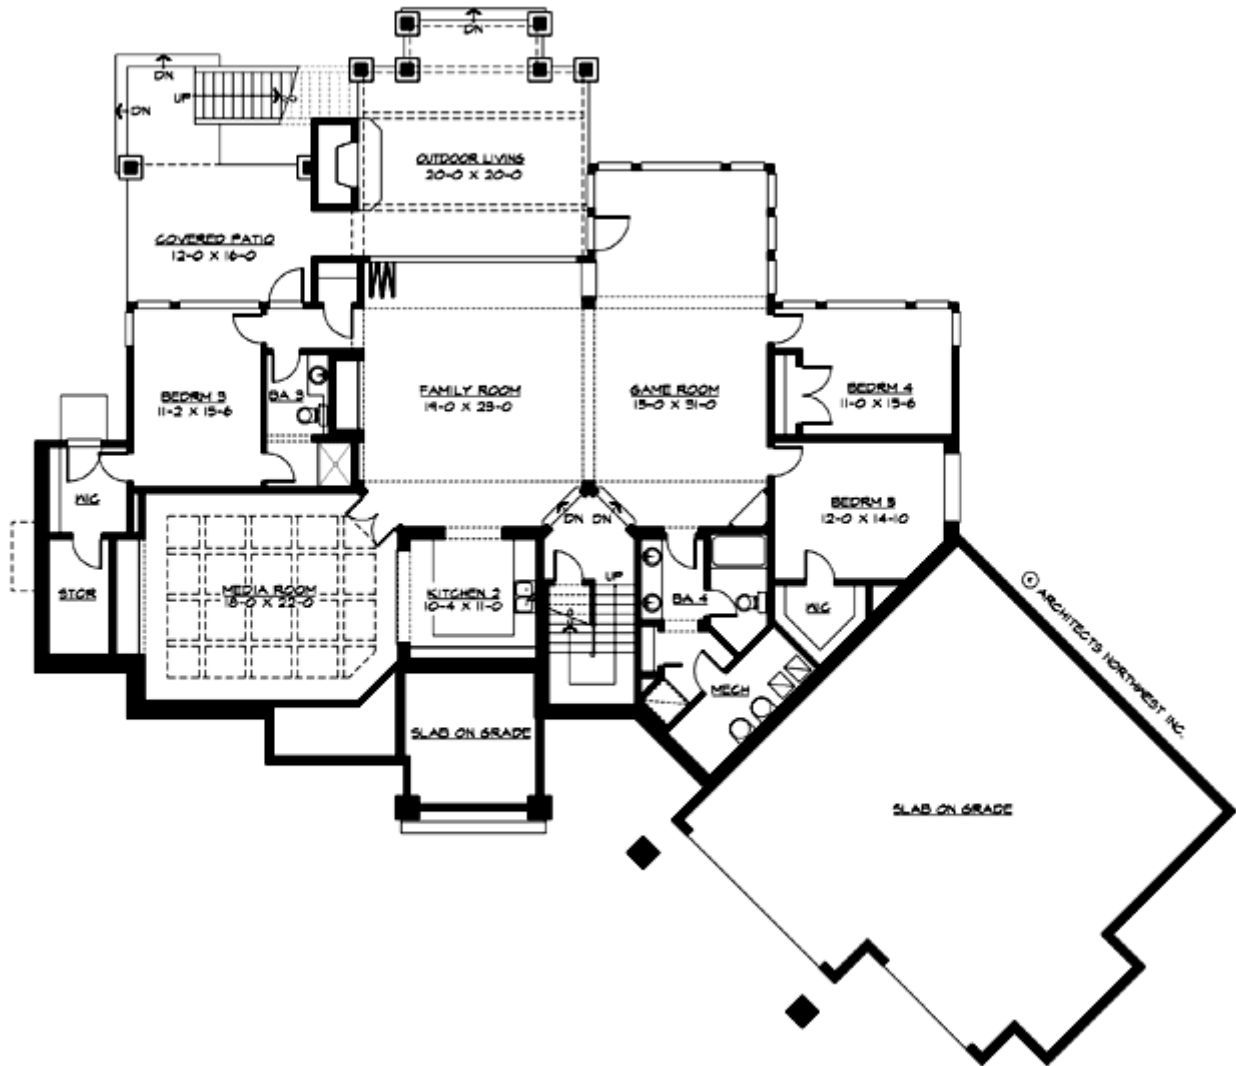 DN
DN
UP
DN
OUTDOOR LIVING
20-0 X 20-0
COVERED PATIO
12-0 X 16-0
BEDRM 3
11-2 X 15-6
BA. 3
FAMILY ROOM
19-0 X 23-0
GAME ROOM
15-0 X 31-0
BEDRM 4
11-0 X 13-6
WIC
BEDRM 5
12-0 X 14-10
DN DN
STOR
MEDIA ROOM
18-0 X 22-0
KITCHEN 2
10-4 X 11-0
UP
BA. 4
WIC
MECH
SLAB ON GRADE
SLAB ON GRADE
© ARCHITECTS NORTHWEST INC.